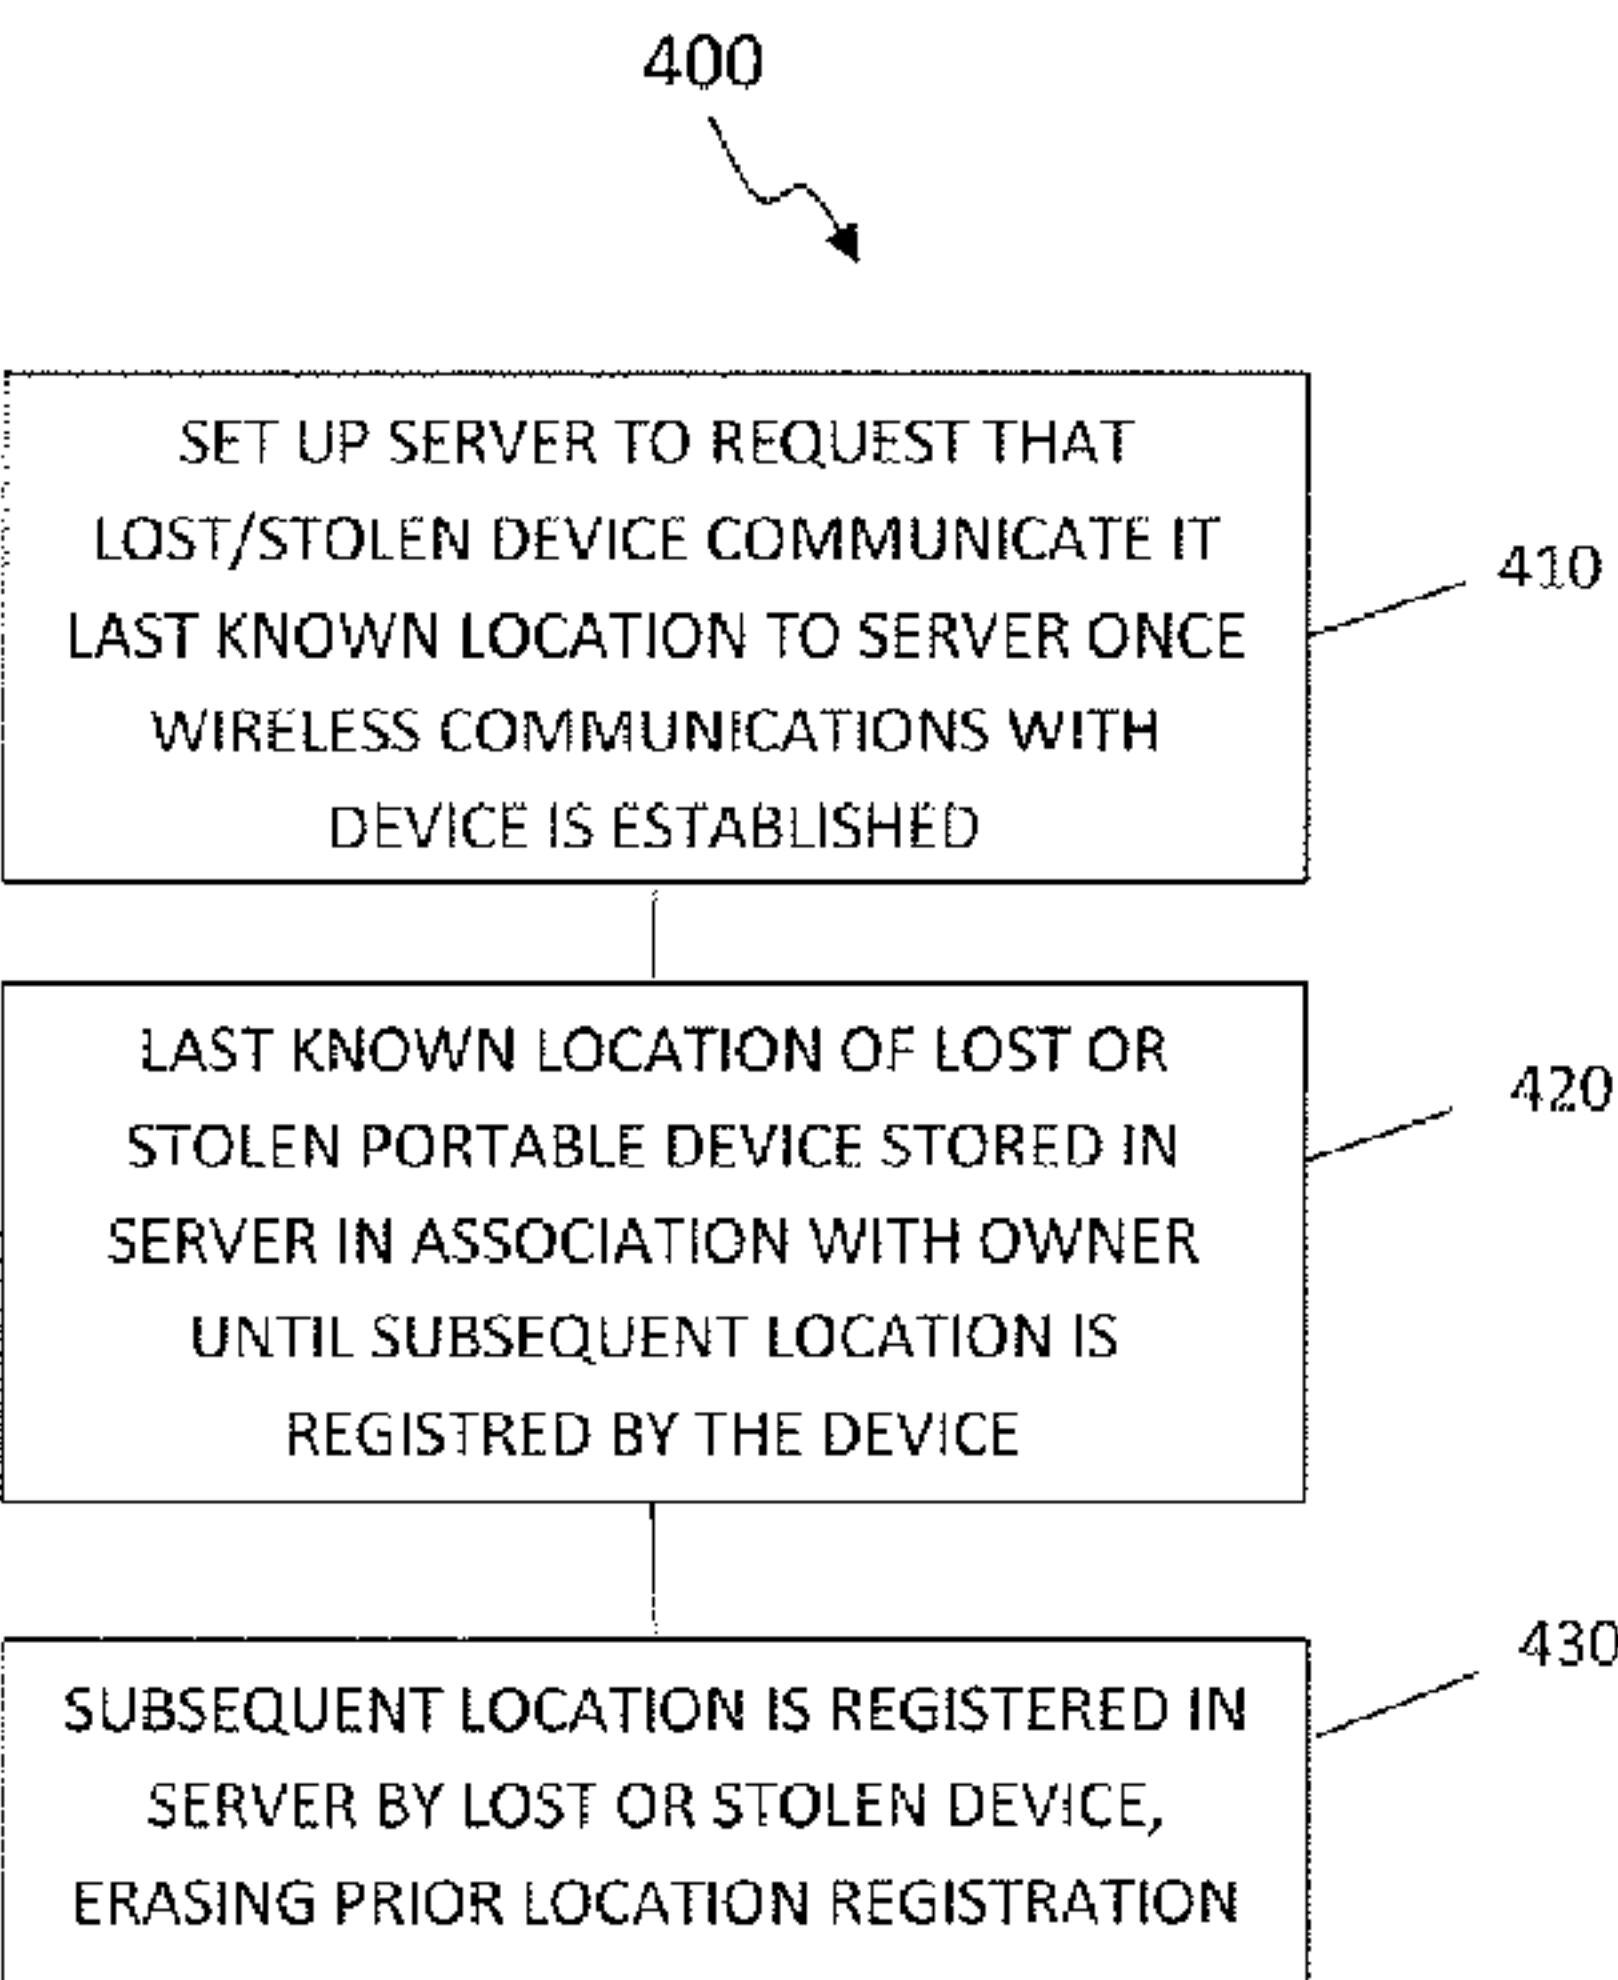 400
SET UP SERVER TO REQUEST THAT
LOST/STOLEN DEVICE COMMUNICATE IT
LAST KNOWN LOCATION TO SERVER ONCE
WIRELESS COMMUNICATIONS WITH
DEVICE IS ESTABLISHED
410
LAST KNOWN LOCATION OF LOST OR
STOLEN PORTABLE DEVICE STORED IN
SERVER IN ASSOCIATION WITH OWNER
UNTIL SUBSEQUENT LOCATION IS
REGISTRED BY THE DEVICE
420
SUBSEQUENT LOCATION IS REGISTERED IN
SERVER BY LOST OR STOLEN DEVICE,
ERASING PRIOR LOCATION REGISTRATION
430